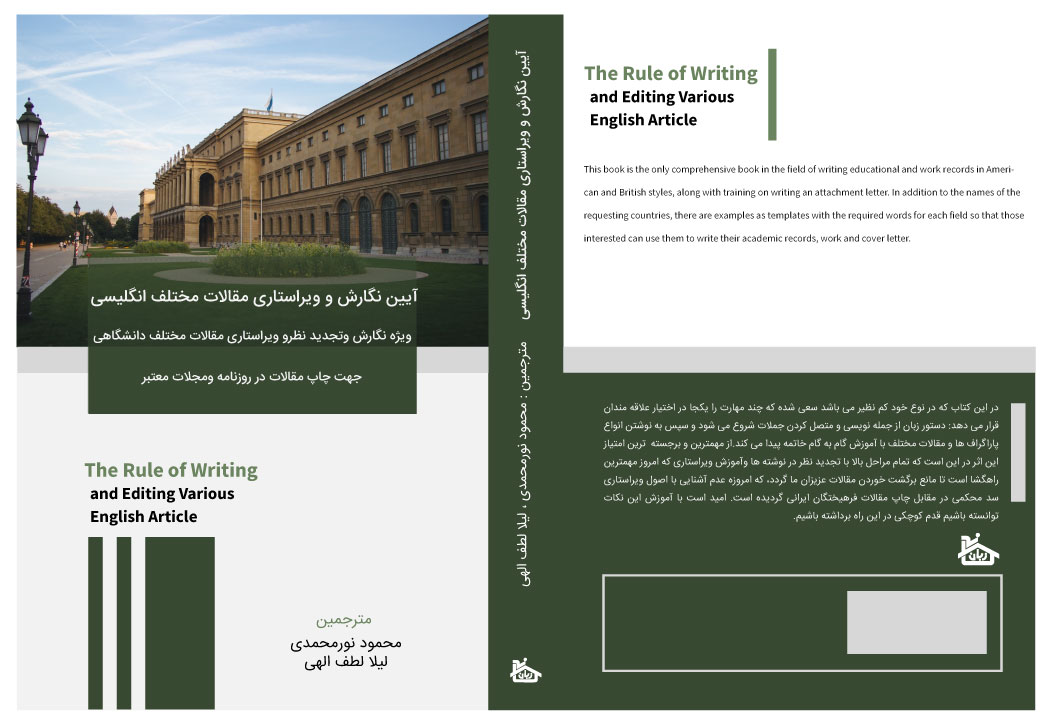 آیین نگارش و ویراستاری مقالات مختلف انگلیسی
ویژه نگارش وتجدید نظرو ویراستاری مقالات مختلف دانشگاهی
جهت چاپ مقالات در روزنامه ومجلات معتبر
The Rule of Writing
and Editing Various
English Article
مترجمین
محمود نورمحمدی
لیلا لطف الهی
آیین نگارش و ویراستاری مقالات مختلف انگلیسی
مترجمین : محمود نورمحمدی ، لیلا لطف الهی
زبان
The Rule of Writing
and Editing Various
English Article
This book is the only comprehensive book in the field of writing educational and work records in Ameri-
can and British styles, along with training on writing an attachment letter. In addition to the names of the
requesting countries, there are examples as templates with the required words for each field so that those
interested can use them to write their academic records, work and cover letter.
در این کتاب که در نوع خود کم نظیر می باشد سعی شده که چند مهارت را یکجا در اختیار علاقه مندان
قرار می دهد: دستور زبان از جمله نویسی و متصل کردن جملات شروع می شود و سپس به نوشتن انواع
پاراگراف ها و مقالات مختلف با آموزش گام به گام خاتمه پیدا می کند.از مهمترین و برجسته ترین امتیاز
این اثر در این است که تمام مراحل بالا با تجدید نظر در نوشته ها وآموزش ویراستاری که امروز مهمترین
راهگشا است تا مانع برگشت خوردن مقالات عزیزان ما گردد، که امروزه عدم آشنایی با اصول ویراستاری
سد محکمی در مقابل چاپ مقالات فرهیختگان ایرانی گردیده است. امید است با آموزش این نکات
توانسته باشیم قدم کوچکی در این راه برداشته باشیم.
زبان